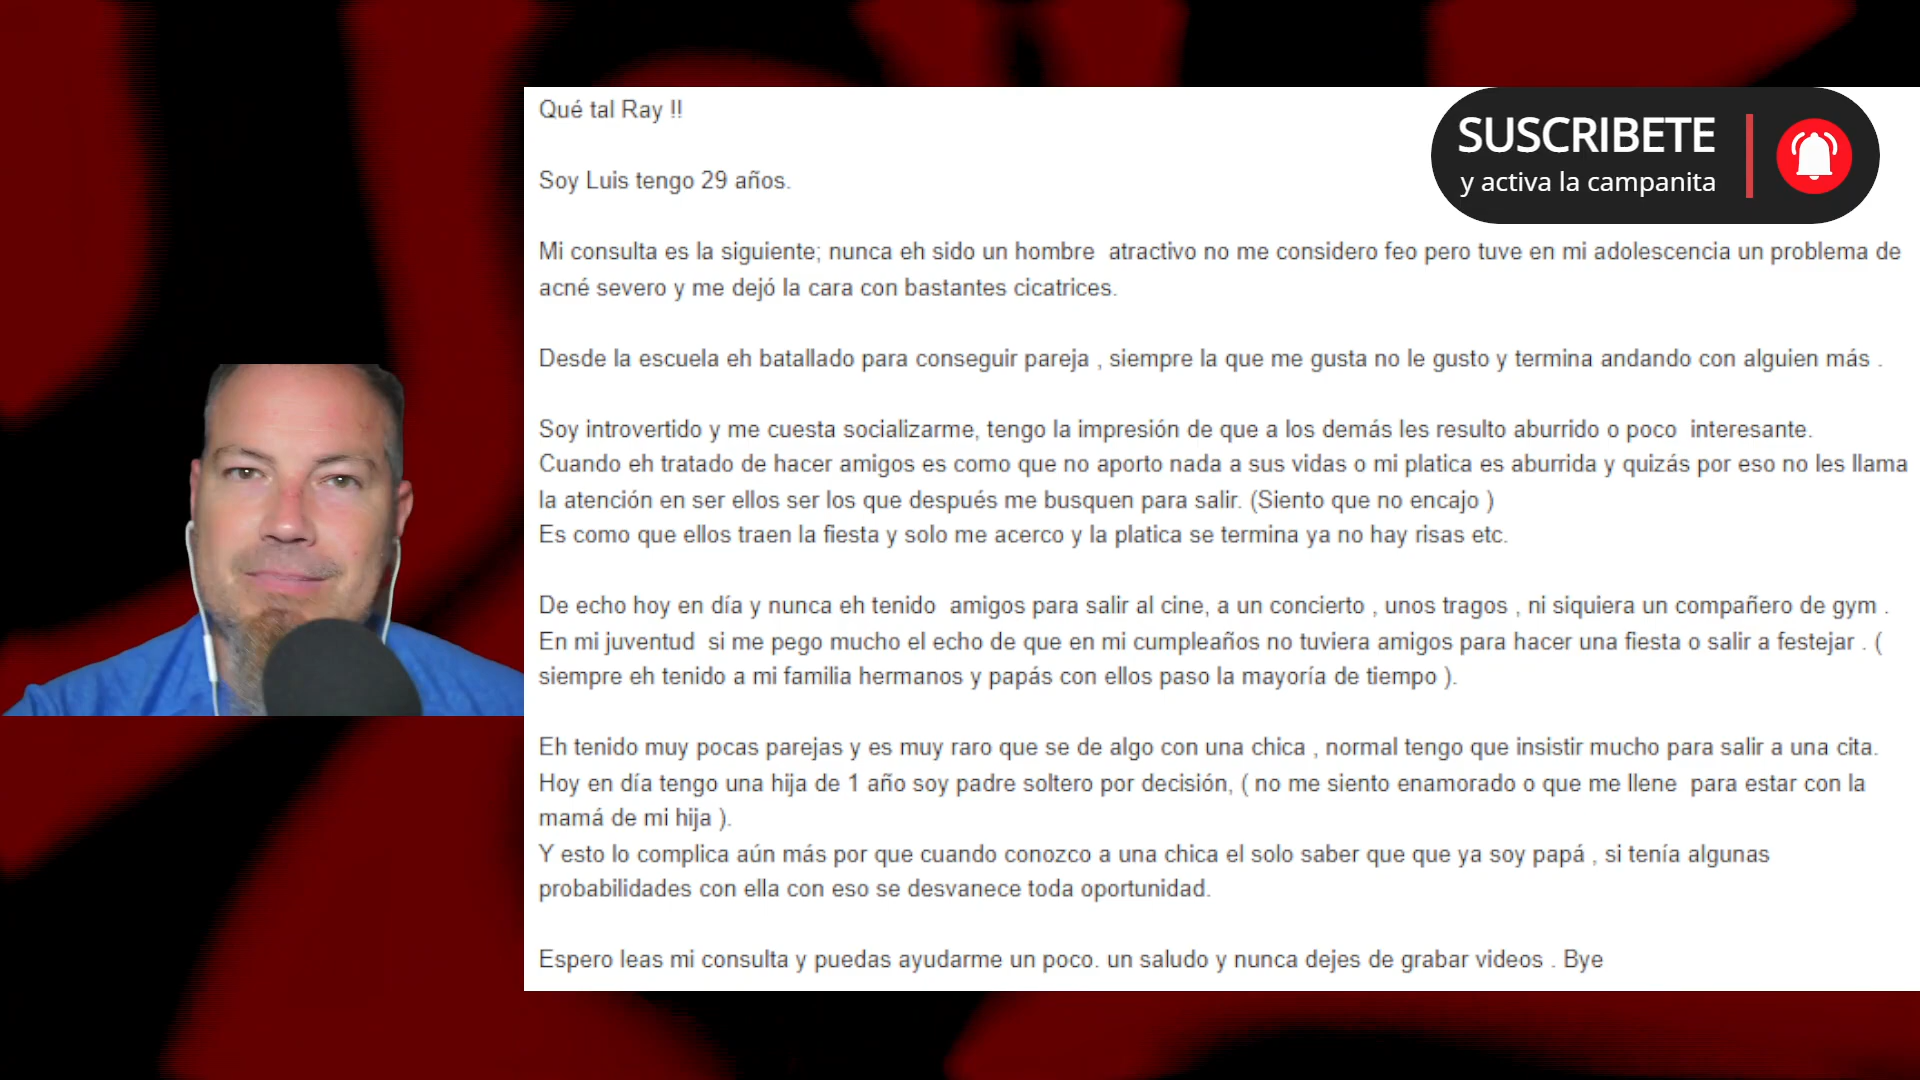 Qué tal Ray !!
SUSCRIBETE
y activa la campanita
Soy Luis tengo 29 años.
Mi consulta es la siguiente; nunca eh sido un hombre  atractivo no me considero feo pero tuve en mi adolescencia un problema de
acné severo y me dejó la cara con bastantes cicatrices.
Desde la escuela eh batallado para conseguir pareja , siempre la que me gusta no le gusto y termina andando con alguien más .
Soy introvertido y me cuesta socializarme, tengo la impresión de que a los demás les resulto aburrido o poco  interesante.
Cuando eh tratado de hacer amigos es como que no aporto nada a sus vidas o mi platica es aburrida y quizás por eso no les llama
la atención en ser ellos ser los que después me busquen para salir. (Siento que no encajo )
Es como que ellos traen la fiesta y solo me acerco y la platica se termina ya no hay risas etc.
De echo hoy en día y nunca eh tenido  amigos para salir al cine, a un concierto , unos tragos , ni siquiera un compañero de gym .
En mi juventud  si me pego mucho el echo de que en mi cumpleaños no tuviera amigos para hacer una fiesta o salir a festejar . (
siempre eh tenido a mi familia hermanos y papás con ellos paso la mayoría de tiempo ).
Eh tenido muy pocas parejas y es muy raro que se de algo con una chica , normal tengo que insistir mucho para salir a una cita.
Hoy en día tengo una hija de 1 año soy padre soltero por decisión, ( no me siento enamorado o que me llene  para estar con la
mamá de mi hija ).
Y esto lo complica aún más por que cuando conozco a una chica el solo saber que que ya soy papá , si tenía algunas
probabilidades con ella con eso se desvanece toda oportunidad.
Espero leas mi consulta y puedas ayudarme un poco. un saludo y nunca dejes de grabar videos . Bye